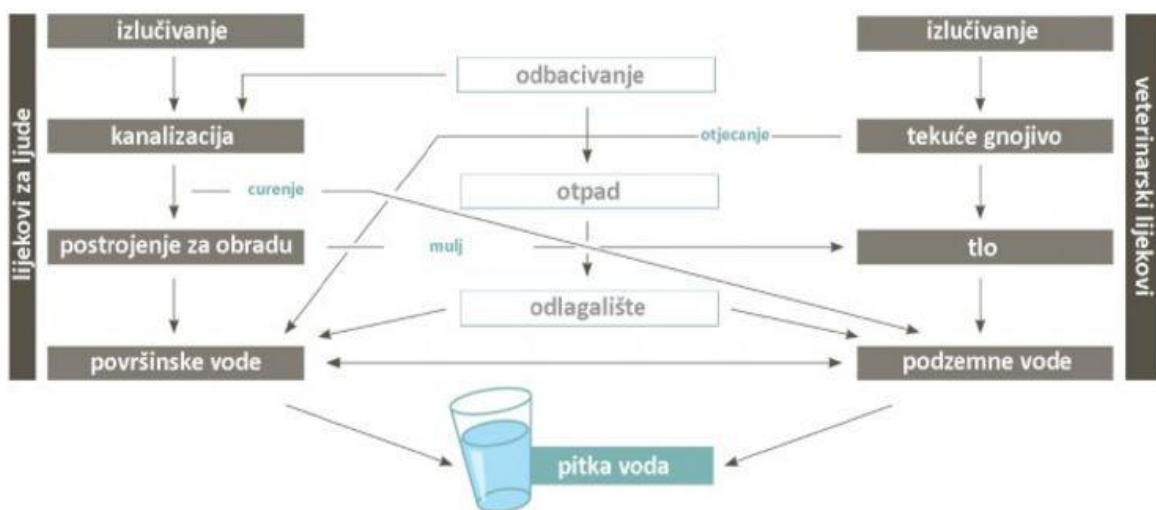 lijekovi za ljude
izlučivanje
kanalizacija
curenje
postrojenje za obradu
mulj
površinske vode
odbacivanje
otpad
odlagalište
otjecanje
izlučivanje
tekuće gnojivo
tlo
podzemne vode
veterinarski lijekovi
pitka voda